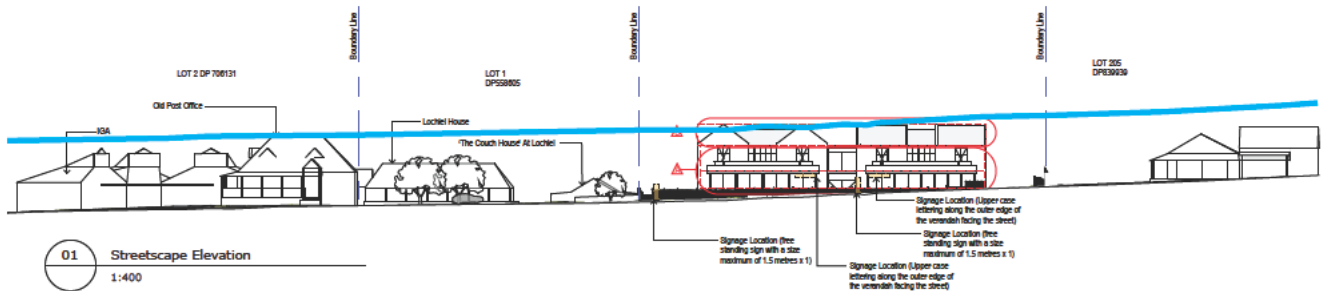 Boundary Line
Boundary Line
Boundary Line
LOT 2 DP 706131
LOT 1
DP558605
LOT 205
DP839939
Old Post Office
IGA
Lochiel House
'The Couch House' At Lochiel
Signage Location (Upper case
lettering along the outer edge of
the verandah facing the street)
Signage Location (free
standing sign with a size
maximum of 1.5 metres x 1)
Signage Location (free
standing sign with a size
maximum of 1.5 metres x 1)
Signage Location (Upper case
lettering along the outer edge of
the verandah facing the street)
01
Streetscape Elevation
1:400